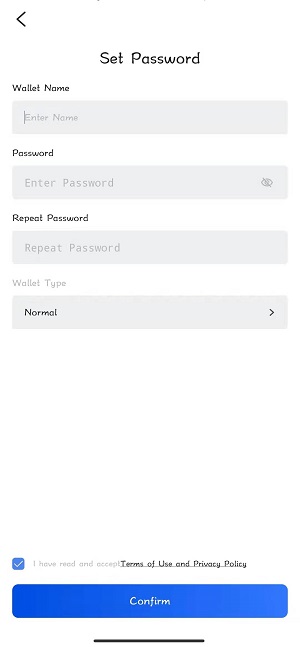 Set Password
Wallet Name
Enter Name
Password
Enter Password
Repeat Password
Repeat Password
Wallet Type
Normal
I have read and accept Terms of Use and Privacy Policy
Confirm